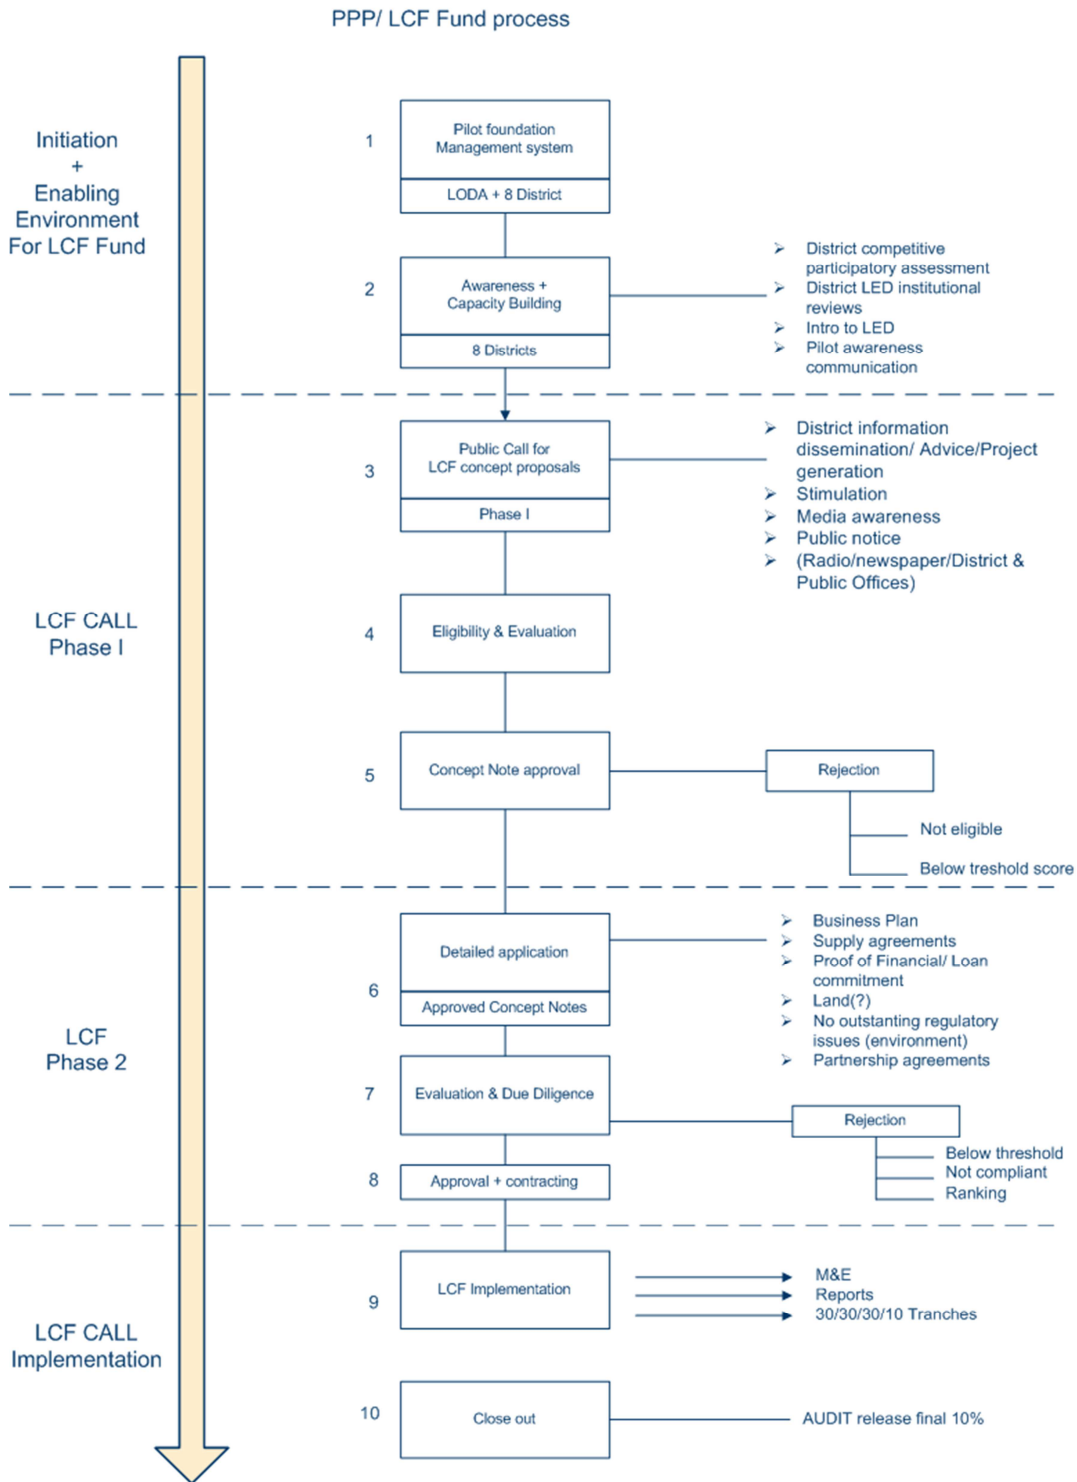 PPP/ LCF Fund process
Initiation
+
Enabling
Environment
For LCF Fund
1
Pilot foundation
Management system
LODA + 8 District
2
Awareness +
Capacity Building
8 Districts
➢ District competitive
participatory assessment
➢ District LED institutional
reviews
➢ Intro to LED
➢ Pilot awareness
communication
LCF CALL
Phase I
3
Public Call for
LCF concept proposals
Phase I
➢ District information
dissemination/ Advice/Project
generation
➢ Stimulation
➢ Media awareness
➢ Public notice
➢ (Radio/newspaper/District &
Public Offices)
4
Eligibility & Evaluation
5
Concept Note approval
Rejection
Not eligible
Below treshold score
LCF
Phase 2
6
Detailed application
Approved Concept Notes
➢ Business Plan
➢ Supply agreements
➢ Proof of Financial/ Loan
commitment
➢ Land(?)
➢ No outstanting regulatory
issues (environment)
➢ Partnership agreements
7
Evaluation & Due Diligence
Rejection
Below threshold
Not compliant
Ranking
8
Approval + contracting
LCF CALL
Implementation
9
LCF Implementation
M&E
Reports
30/30/30/10 Tranches
10
Close out
AUDIT release final 10%